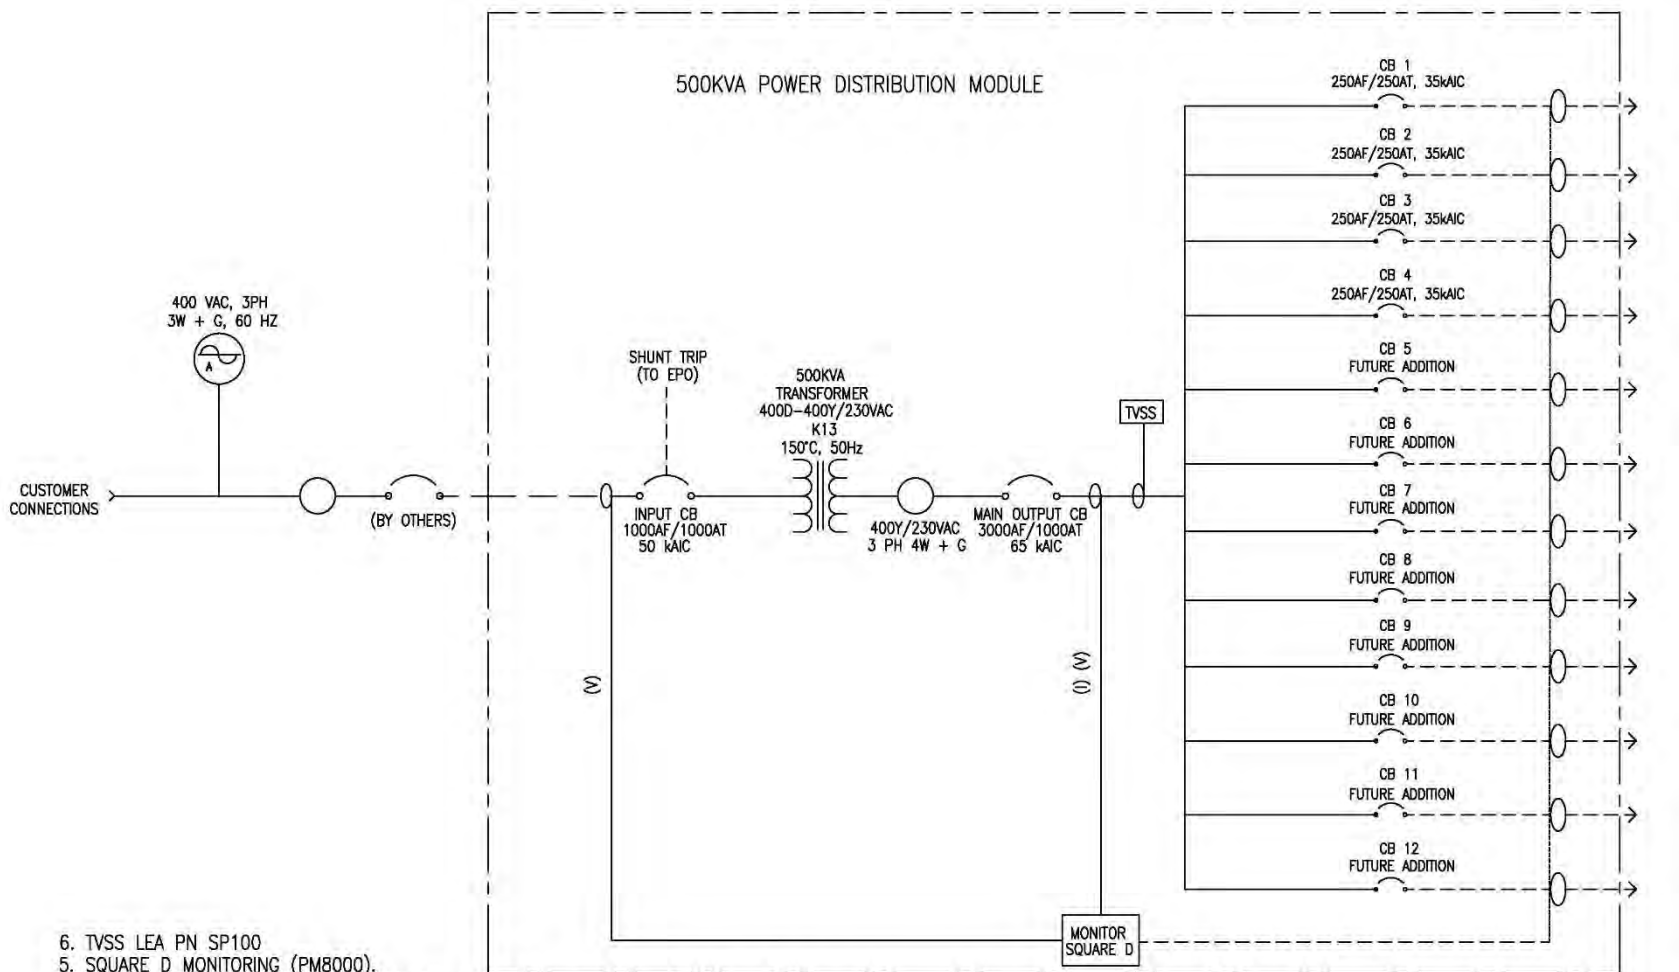 500KVA POWER DISTRIBUTION MODULE
CB 1
250AF/250AT, 35kAIC
CB 2
250AF/250AT, 35kAIC
CB 3
250AF/250AT, 35kAIC
CB 4
250AF/250AT, 35kAIC
CB 5
FUTURE ADDITION
CB 6
FUTURE ADDITION
CB 7
FUTURE ADDITION
CB 8
FUTURE ADDITION
CB 9
FUTURE ADDITION
CB 10
FUTURE ADDITION
CB 11
FUTURE ADDITION
CB 12
FUTURE ADDITION
400 VAC, 3PH
3W + G, 60 HZ
A
CUSTOMER
CONNECTIONS
(BY OTHERS)
SHUNT TRIP
(TO EPO)
INPUT CB
1000AF/1000AT
50 kAIC
500KVA
TRANSFORMER
400D-400Y/230VAC
K13
150°C, 50Hz
400Y/230VAC
3 PH 4W + G
MAIN OUTPUT CB
3000AF/1000AT
65 kAIC
TVSS
(V)
(I) (V)
MONITOR
SQUARE D
6. TVSS LEA PN SP100
5. SQUARE D MONITORING (PM8000).